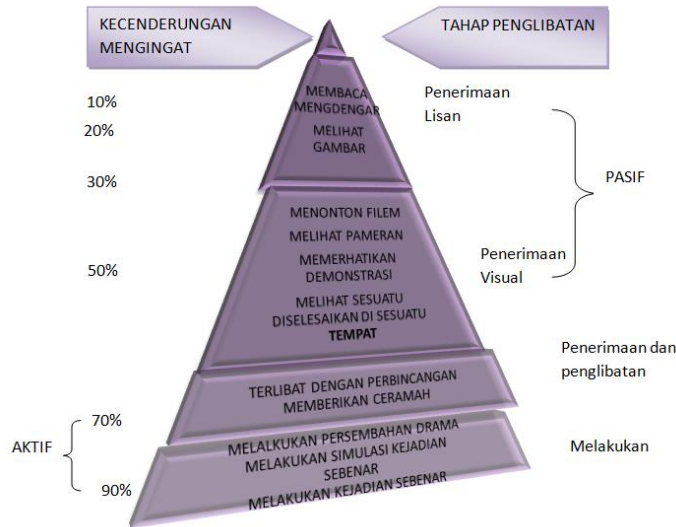 KECENDERUNGAN
MENGINGAT
TAHAP PENGLIBATAN
10%
20%
30%
50%
70%
90%
AKTIF
MEMBACA
MENGDENGAR
MELIHAT
GAMBAR
MENONTON FILEM
MELIHAT PAMERAN
MEMERHATIKAN
DEMONSTRASI
MELIHAT SESUATU
DISELESAIKAN DI SESUATU
TEMPAT
TERLIBAT DENGAN PERBINCANGAN
MEMBERIKAN CERAMAH
MELALKUKAN PERSEMBAHAN DRAMA
MELAKUKAN SIMULASI KEJADIAN
SEBENAR
MELAKUKAN KEJADIAN SEBENAR
Penerimaan
Lisan
PASIF
Penerimaan
Visual
Penerimaan dan
penglibatan
Melakukan